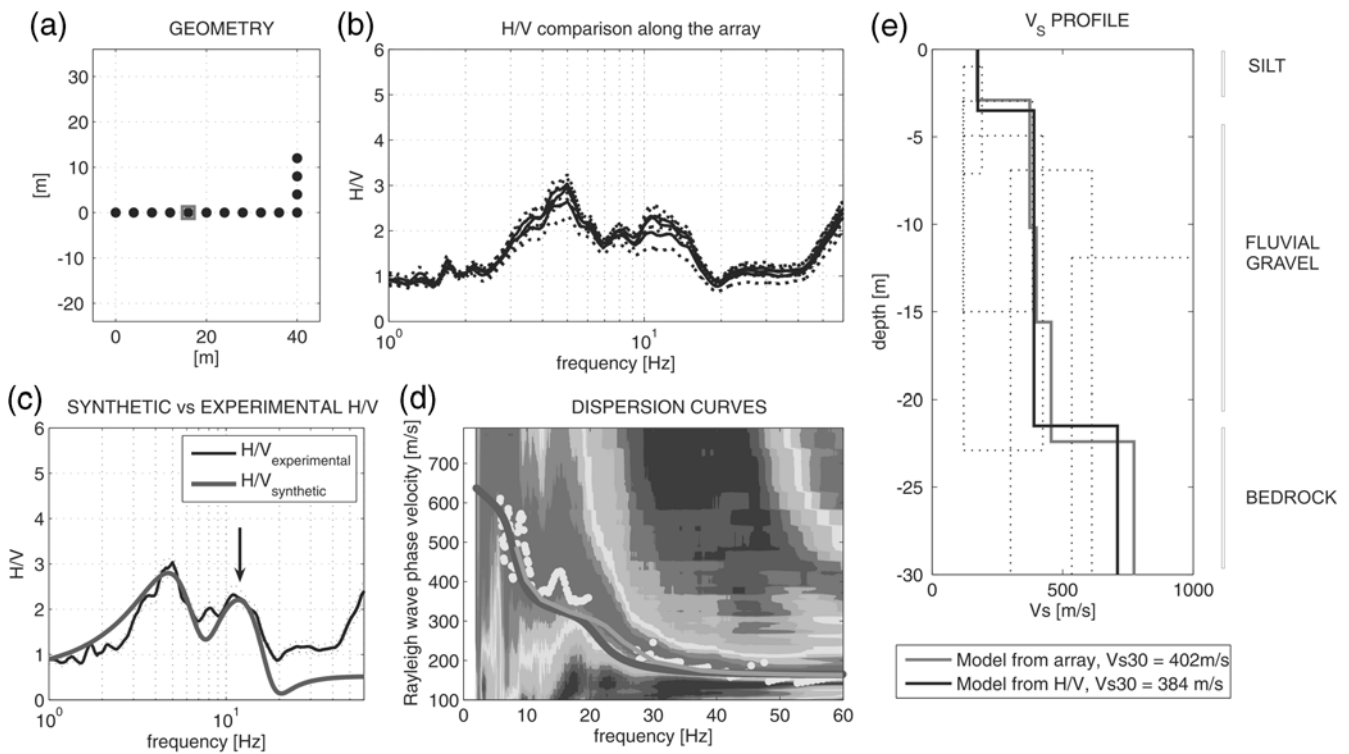 (a)
GEOMETRY
30
20
10
0
-10
-20
[m]
0
20
40
[m]
(b)
H/V comparison along the array
6
5
4
3
2
1
0
H/V
10^0
10^1
frequency [Hz]
(c)
SYNTHETIC vs EXPERIMENTAL H/V
6
5
4
3
2
1
0
H/V
H/V_experimental
H/V_synthetic
10^0
10^1
frequency [Hz]
(d)
DISPERSION CURVES
700
600
500
400
300
200
100
Rayleigh wave phase velocity [m/s]
0
10
20
30
40
50
60
frequency [Hz]
(e)
V_S PROFILE
0
-5
-10
-15
-20
-25
-30
depth [m]
0
500
1000
Vs [m/s]
SILT
FLUVIAL
GRAVEL
BEDROCK
Model from array, Vs30 = 402m/s
Model from H/V, Vs30 = 384 m/s